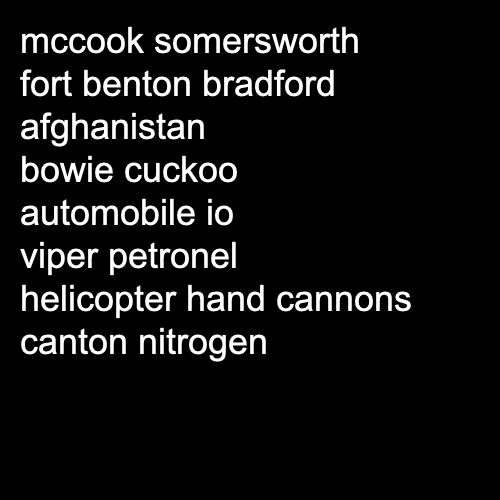 mccook somersworth
fort benton bradford
afghanistan
bowie cuckoo
automobile io
viper petronel
helicopter hand cannons
canton nitrogen